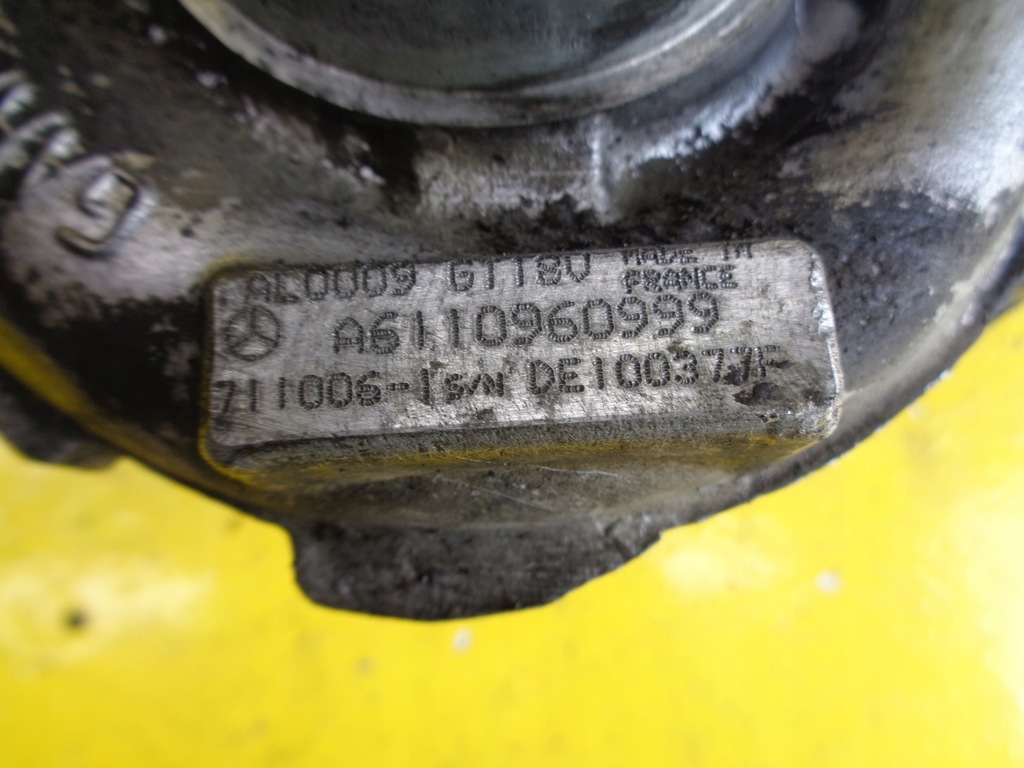 AL0009 GT18V MADE IN
FRANCE
A6110960999
711006-1 S/N DE100377F